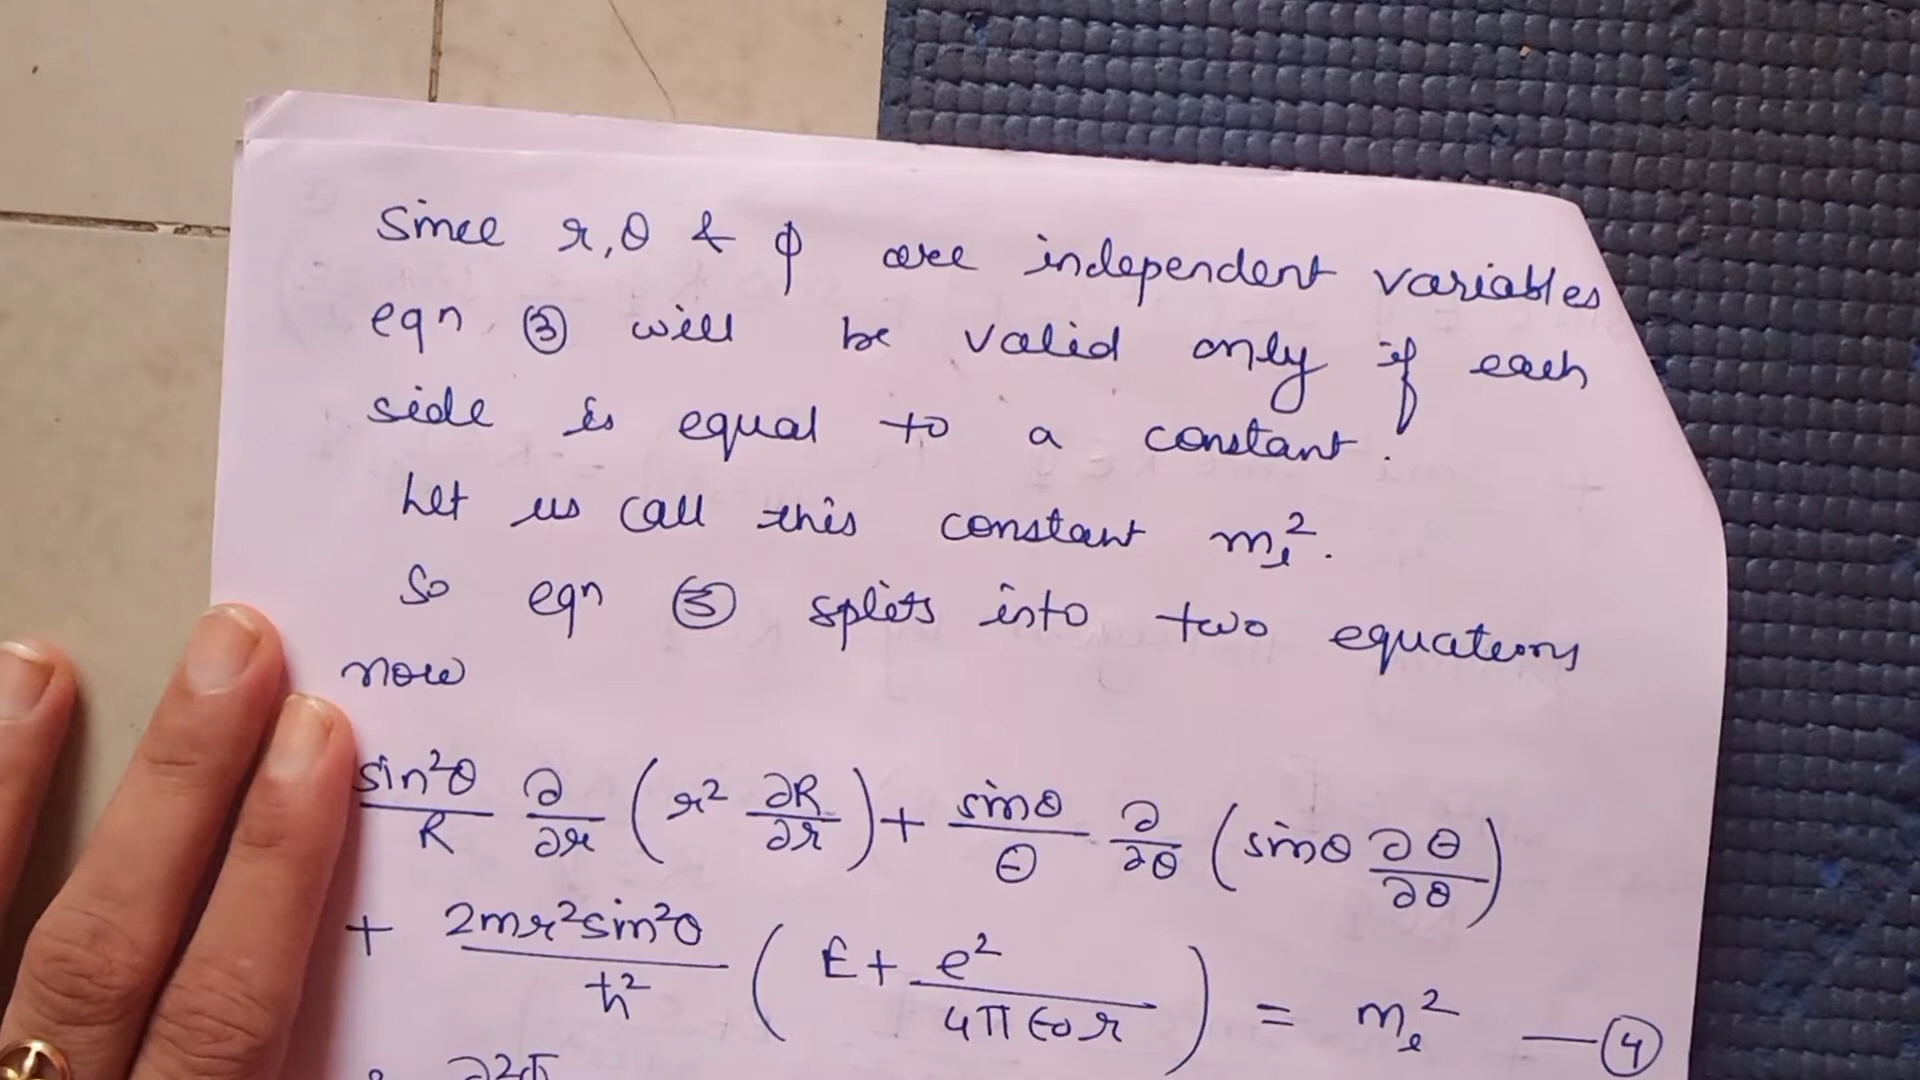 Since r, θ & ϕ are independent variables
eqn ③ will be valid only if each
side is equal to a constant.
Let us call this constant mₗ².
So eqn ③ splits into two equations
now
sin²θ/R ∂/∂r (r² ∂R/∂r) + sinθ/Θ ∂/∂θ (sinθ ∂Θ/∂θ)
+ 2mr²sin²θ/ħ² (E + e²/4πϵ₀r) = mₗ² — ④